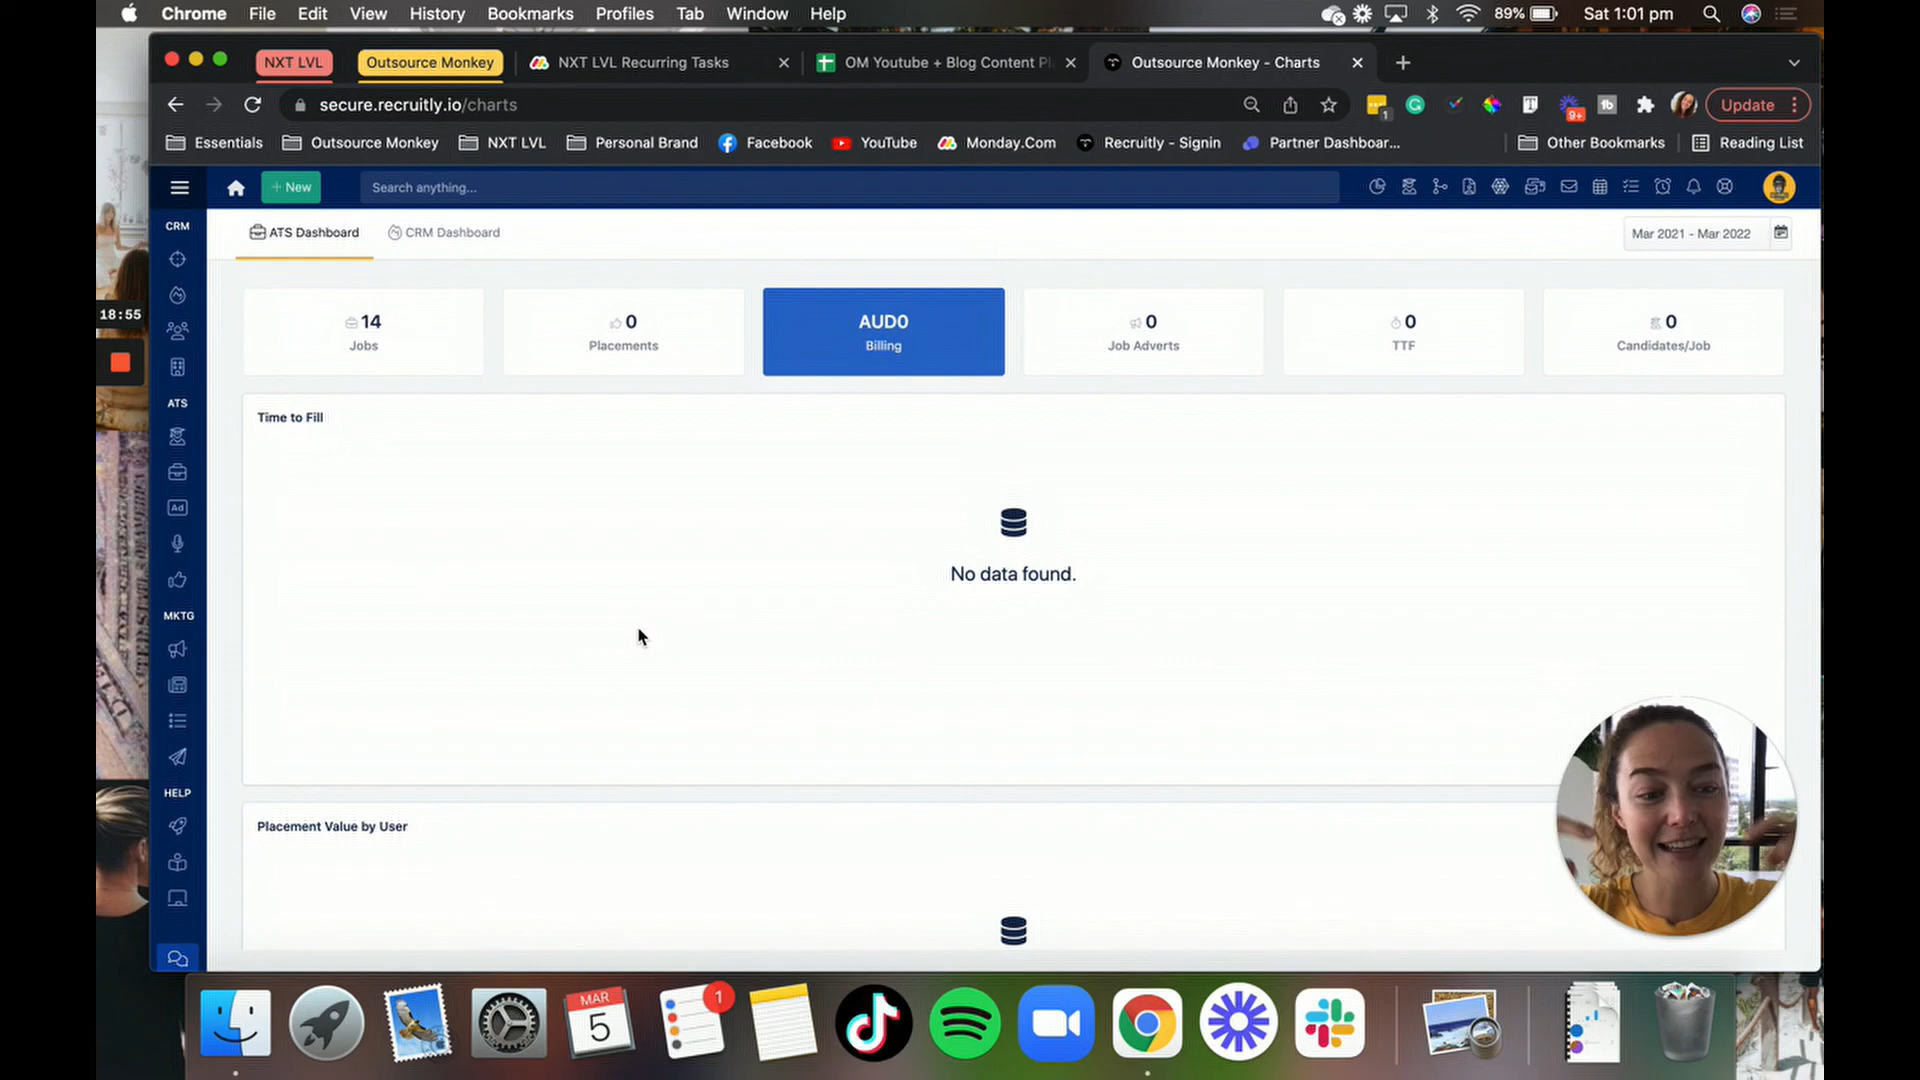 Chrome File Edit View History Bookmarks Profiles Tab Window Help 89% Sat 1:01 pm
NXT LVL Outsource Monkey NXT LVL Recurring Tasks OM Youtube + Blog Content Pl Outsource Monkey - Charts
secure.recruitly.io/charts 1 9+ Update
Essentials Outsource Monkey NXT LVL Personal Brand Facebook YouTube Monday.Com Recruitly - Signin Partner Dashboar... Other Bookmarks Reading List
+ New Search anything...
CRM
ATS Dashboard CRM Dashboard Mar 2021 - Mar 2022
18:55
14
Jobs
0
Placements
AUD0
Billing
0
Job Adverts
0
TTF
0
Candidates/Job
ATS
Time to Fill
Ad
No data found.
MKTG
HELP
Placement Value by User
MAR
5
1